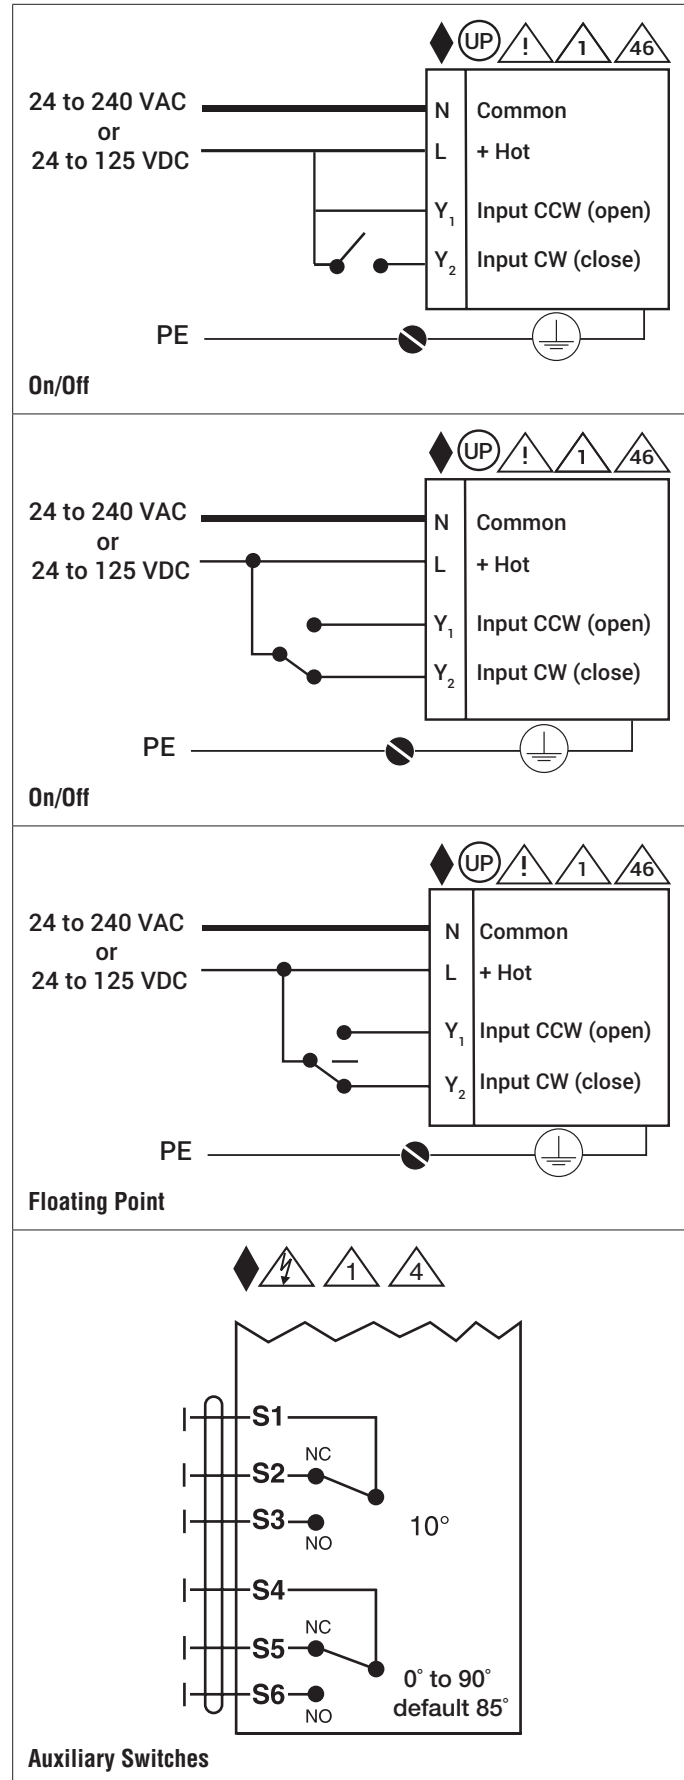 UP ! 1 46
24 to 240 VAC
or
24 to 125 VDC
N Common
L + Hot
Y1 Input CCW (open)
Y2 Input CW (close)
PE
On/Off
UP ! 1 46
24 to 240 VAC
or
24 to 125 VDC
N Common
L + Hot
Y1 Input CCW (open)
Y2 Input CW (close)
PE
On/Off
UP ! 1 46
24 to 240 VAC
or
24 to 125 VDC
N Common
L + Hot
Y1 Input CCW (open)
Y2 Input CW (close)
PE
Floating Point
1 4
S1
NC
S2
S3
NO
10°
S4
NC
S5
S6
NO
0° to 90°
default 85°
Auxiliary Switches